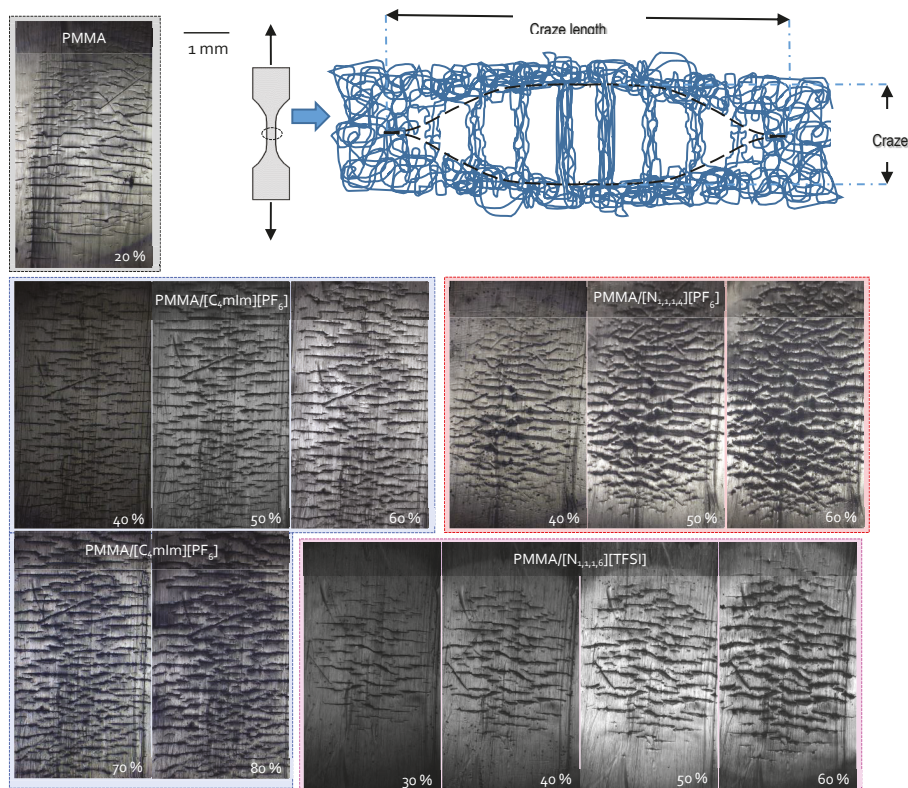 PMMA
1 mm
Craze length
Craze
20 %
PMMA/[C₄mIm][PF₆]
40 %
50 %
60 %
PMMA/[N₁,₁,₁,₄][PF₆]
40 %
50 %
60 %
PMMA/[C₄mIm][PF₆]
70 %
80 %
PMMA/[N₁,₁,₁,₆][TFSI]
30 %
40 %
50 %
60 %